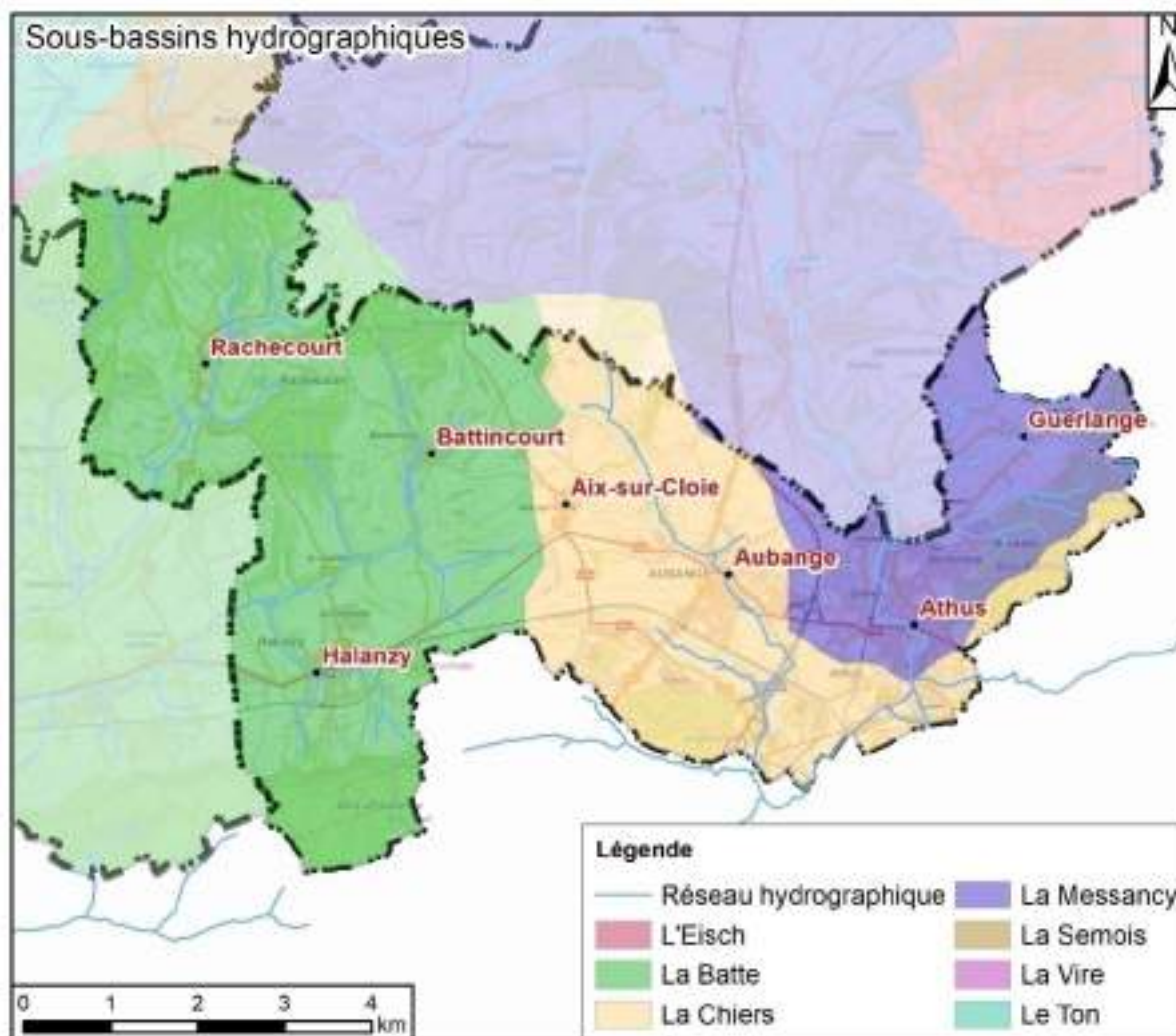 Sous-bassins hydrographiques
N
Rachecourt
Guerlange
Battincourt
Aix-sur-Cloie
Aubange
AUBANGE
Athus
Halanzy
Légende
Réseau hydrographique
L'Eisch
La Batte
La Chiers
La Messancy
La Semois
La Vire
Le Ton
0 1 2 3 4
km